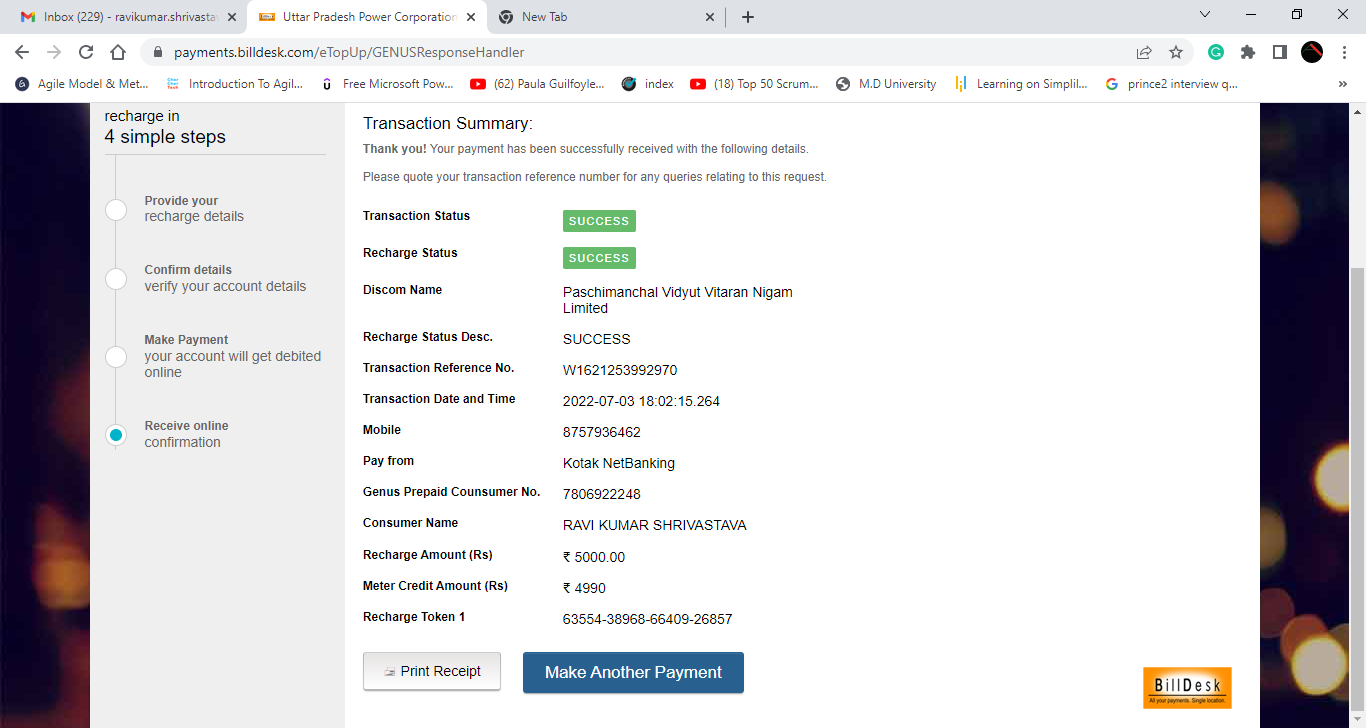 Inbox (229) - ravikumar.shrivasta
Uttar Pradesh Power Corporation
New Tab
payments.billdesk.com/eTopUp/GENUSResponseHandler
Agile Model & Met...
Introduction To Agil...
Free Microsoft Pow...
(62) Paula Guilfoyle...
index
(18) Top 50 Scrum...
M.D University
Learning on Simplil...
prince2 interview q...
recharge in
4 simple steps
Provide your
recharge details
Confirm details
verify your account details
Make Payment
your account will get debited
online
Receive online
confirmation
Transaction Summary:
Thank you! Your payment has been successfully received with the following details.
Please quote your transaction reference number for any queries relating to this request.
Transaction Status SUCCESS
Recharge Status SUCCESS
Discom Name Paschimanchal Vidyut Vitaran Nigam
Limited
Recharge Status Desc. SUCCESS
Transaction Reference No. W1621253992970
Transaction Date and Time 2022-07-03 18:02:15.264
Mobile 8757936462
Pay from Kotak NetBanking
Genus Prepaid Counsumer No. 7806922248
Consumer Name RAVI KUMAR SHRIVASTAVA
Recharge Amount (Rs) ₹ 5000.00
Meter Credit Amount (Rs) ₹ 4990
Recharge Token 1 63554-38968-66409-26857
Print Receipt
Make Another Payment
BillDesk
All your payments. Single location.